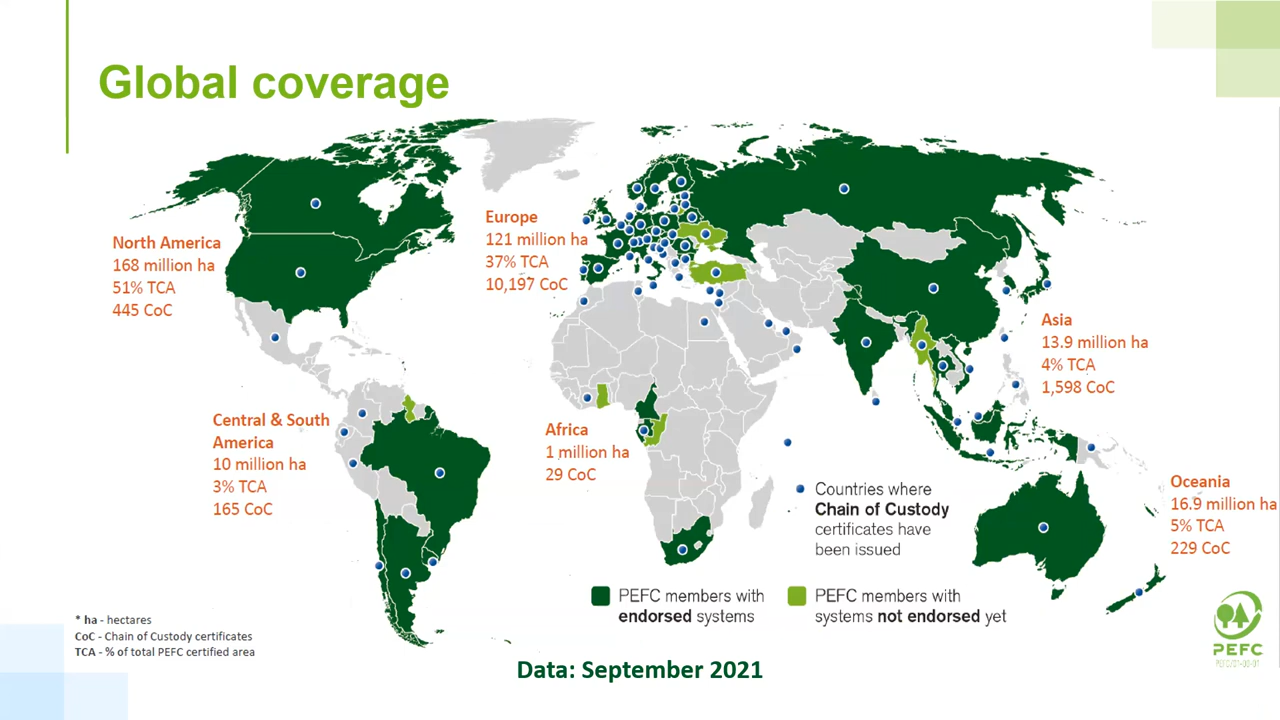 Global coverage
North America
168 million ha
51% TCA
445 CoC
Europe
121 million ha
37% TCA
10,197 CoC
Asia
13.9 million ha
4% TCA
1,598 CoC
Central & South
America
10 million ha
3% TCA
165 CoC
Africa
1 million ha
29 CoC
Oceania
16.9 million ha
5% TCA
229 CoC
Countries where
Chain of Custody
certificates have
been issued
PEFC members with
endorsed systems
PEFC members with
systems not endorsed yet
* ha - hectares
CoC - Chain of Custody certificates
TCA - % of total PEFC certified area
Data: September 2021
PEFC
PEFC/01-00-01